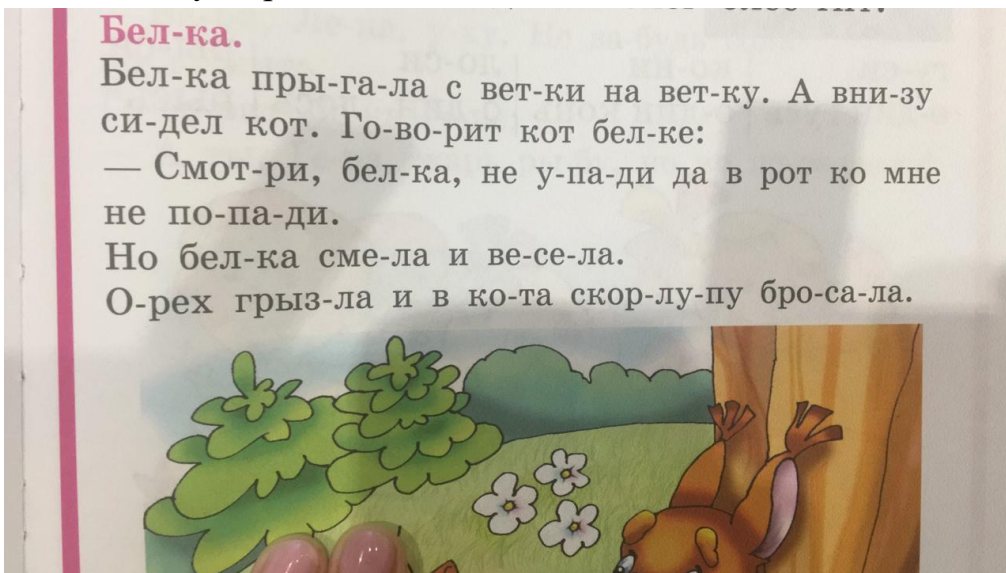 Бел-ка.
Бел-ка пры-га-ла с вет-ки на вет-ку. А вни-зу
си-дел кот. Го-во-рит кот бел-ке:
— Смот-ри, бел-ка, не у-па-ди да в рот ко мне
не по-па-ди.
Но бел-ка сме-ла и ве-се-ла.
О-рех грыз-ла и в ко-та скор-лу-пу бро-са-ла.